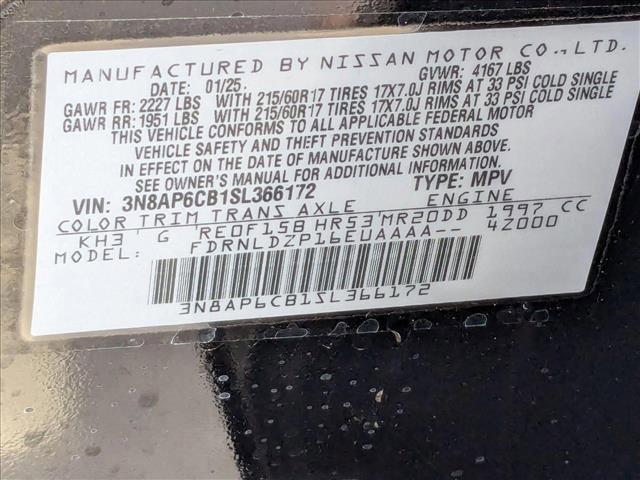 MANUFACTURED BY NISSAN MOTOR CO.,LTD.
DATE: 01/25. GVWR: 4167 LBS
GAWR FR: 2227 LBS WITH 215/60R17 TIRES 17X7.0J RIMS AT 33 PSI COLD SINGLE
GAWR RR: 1951 LBS WITH 215/60R17 TIRES 17X7.0J RIMS AT 33 PSI COLD SINGLE
THIS VEHICLE CONFORMS TO ALL APPLICABLE FEDERAL MOTOR
VEHICLE SAFETY AND THEFT PREVENTION STANDARDS
IN EFFECT ON THE DATE OF MANUFACTURE SHOWN ABOVE.
SEE OWNER'S MANUAL FOR ADDITIONAL INFORMATION.
VIN: 3N8AP6CB1SL366172 TYPE: MPV
COLOR TRIM TRANS AXLE ENGINE
KH3 G RE0F15B HR53 MR20DD 1997 CC
MODEL: FDRNLDZP16EUAAAA-- 42000
3N8AP6CB1SL366172